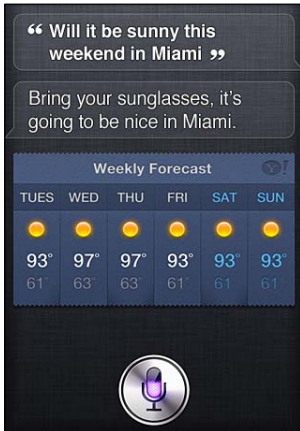 “ Will it be sunny this
weekend in Miami ”
Bring your sunglasses, it’s
going to be nice in Miami.
Weekly Forecast Y!
TUES WED THU FRI SAT SUN
93° 97° 97° 93° 93° 93°
61° 63° 63° 61° 61 61